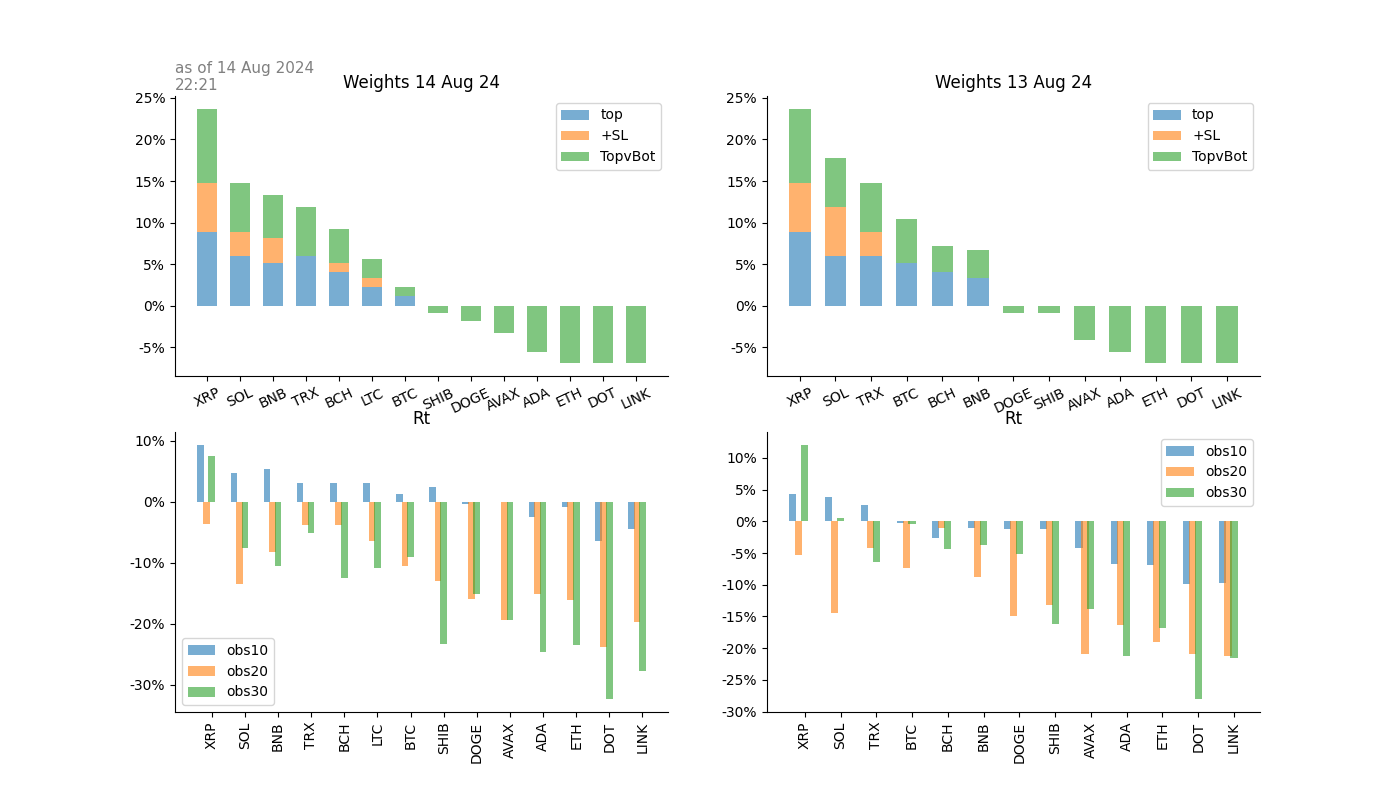 as of 14 Aug 2024
22:21
Weights 14 Aug 24
25%
20%
15%
10%
5%
0%
-5%
top
+SL
TopvBot
XRP SOL BNB TRX BCH LTC BTC SHIB DOGE AVAX ADA ETH DOT LINK
Weights 13 Aug 24
25%
20%
15%
10%
5%
0%
-5%
top
+SL
TopvBot
XRP SOL TRX BTC BCH BNB DOGE SHIB AVAX ADA ETH DOT LINK
Rt
10%
0%
-10%
-20%
-30%
obs10
obs20
obs30
XRP SOL BNB TRX BCH LTC BTC SHIB DOGE AVAX ADA ETH DOT LINK
Rt
10%
5%
0%
-5%
-10%
-15%
-20%
-25%
-30%
obs10
obs20
obs30
XRP SOL TRX BTC BCH BNB DOGE SHIB AVAX ADA ETH DOT LINK